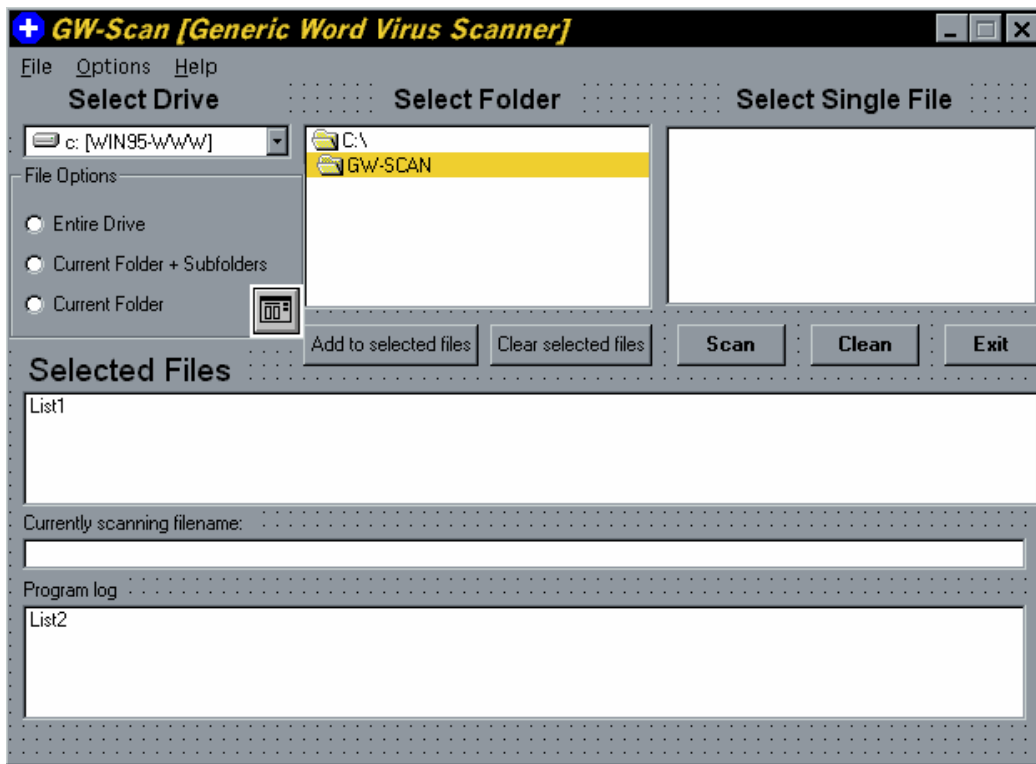 GW-Scan [Generic Word Virus Scanner]
File Options Help
Select Drive
Select Folder
Select Single File
c: [WIN95-WWW]
C:\
GW-SCAN
File Options
Entire Drive
Current Folder + Subfolders
Current Folder
Add to selected files
Clear selected files
Scan
Clean
Exit
Selected Files
List1
Currently scanning filename:
Program log
List2